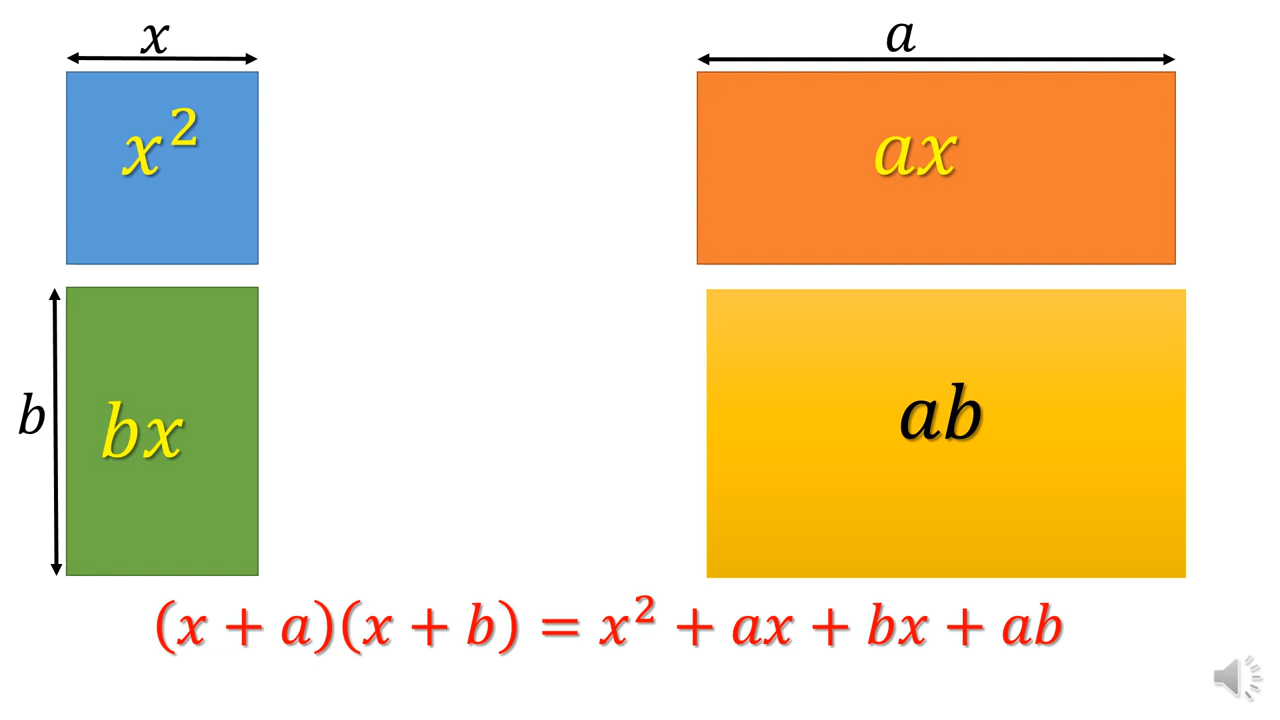 x
a
x²
ax
b
bx
ab
(x + a)(x + b) = x² + ax + bx + ab